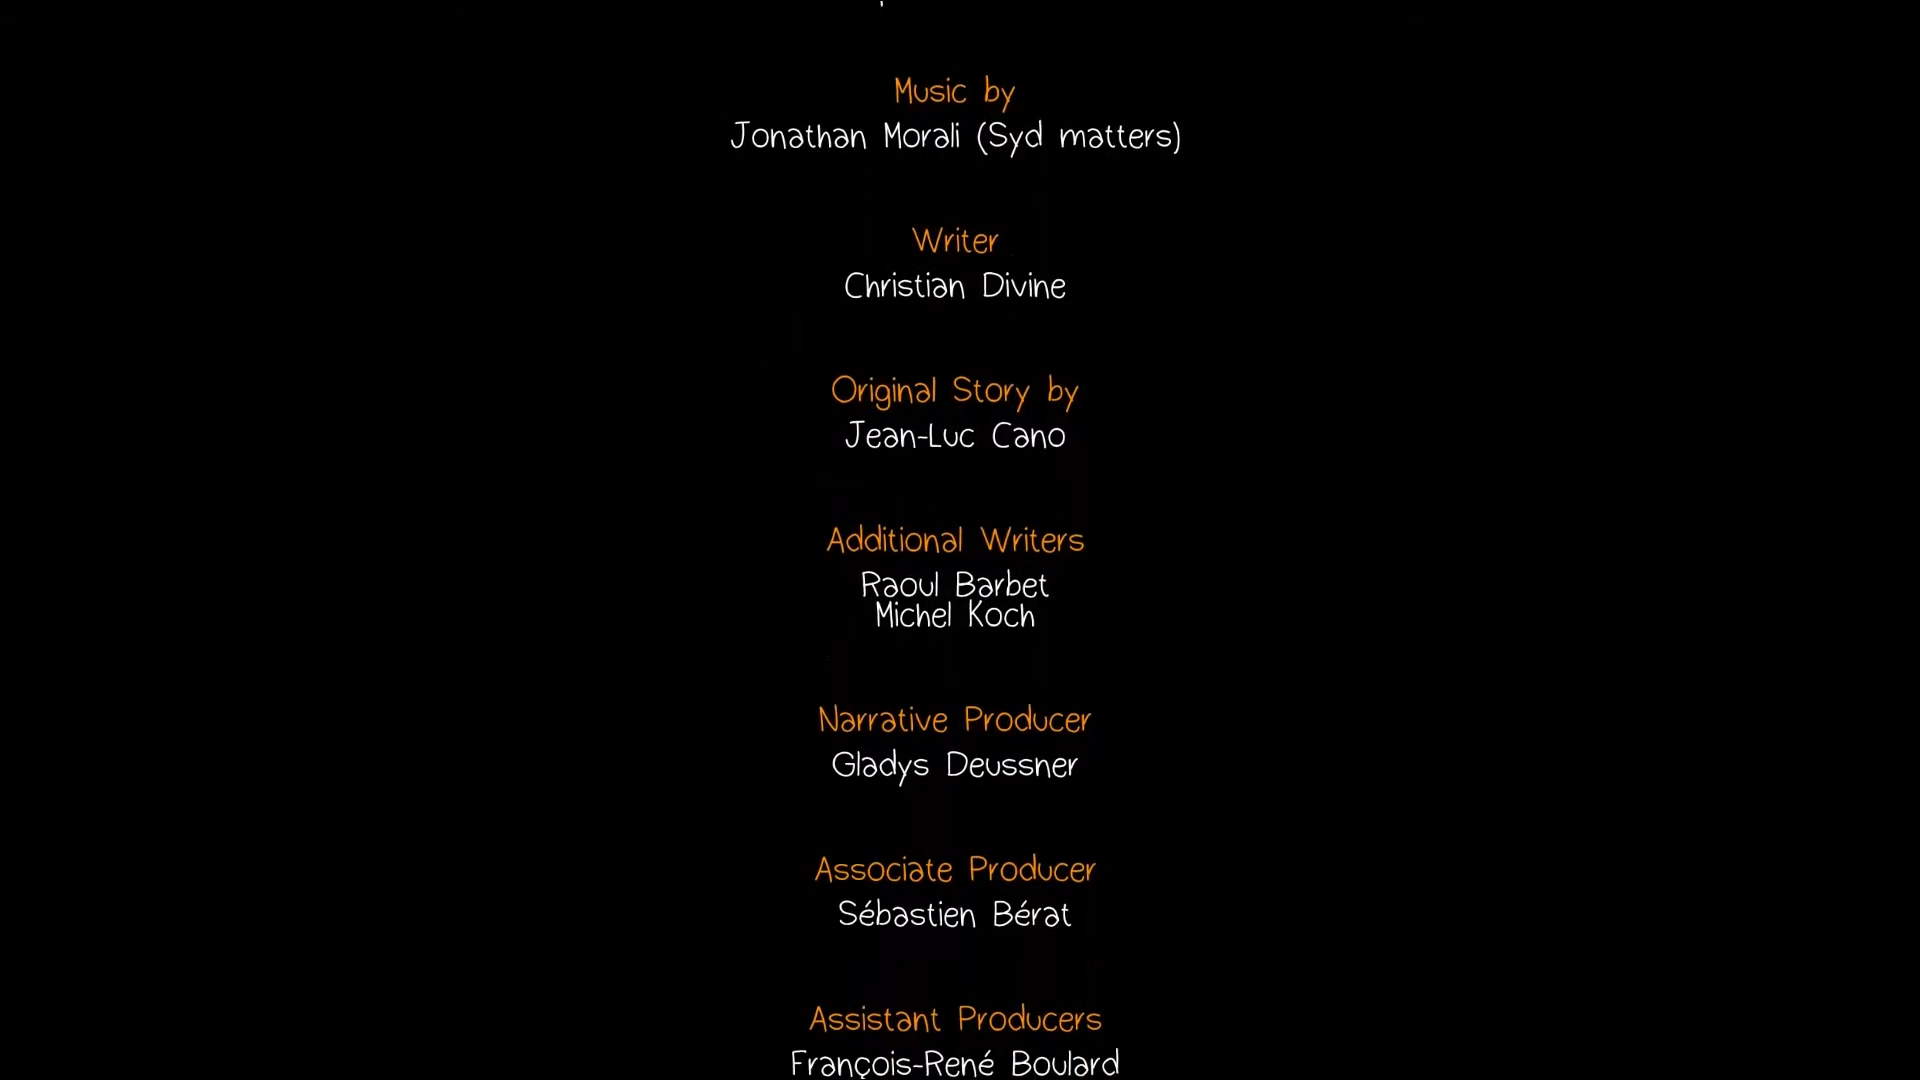 Music by
Jonathan Morali (Syd matters)
Writer
Christian Divine
Original Story by
Jean-Luc Cano
Additional Writers
Raoul Barbet
Michel Koch
Narrative Producer
Gladys Deussner
Associate Producer
Sébastien Bérat
Assistant Producers
François-René Boulard